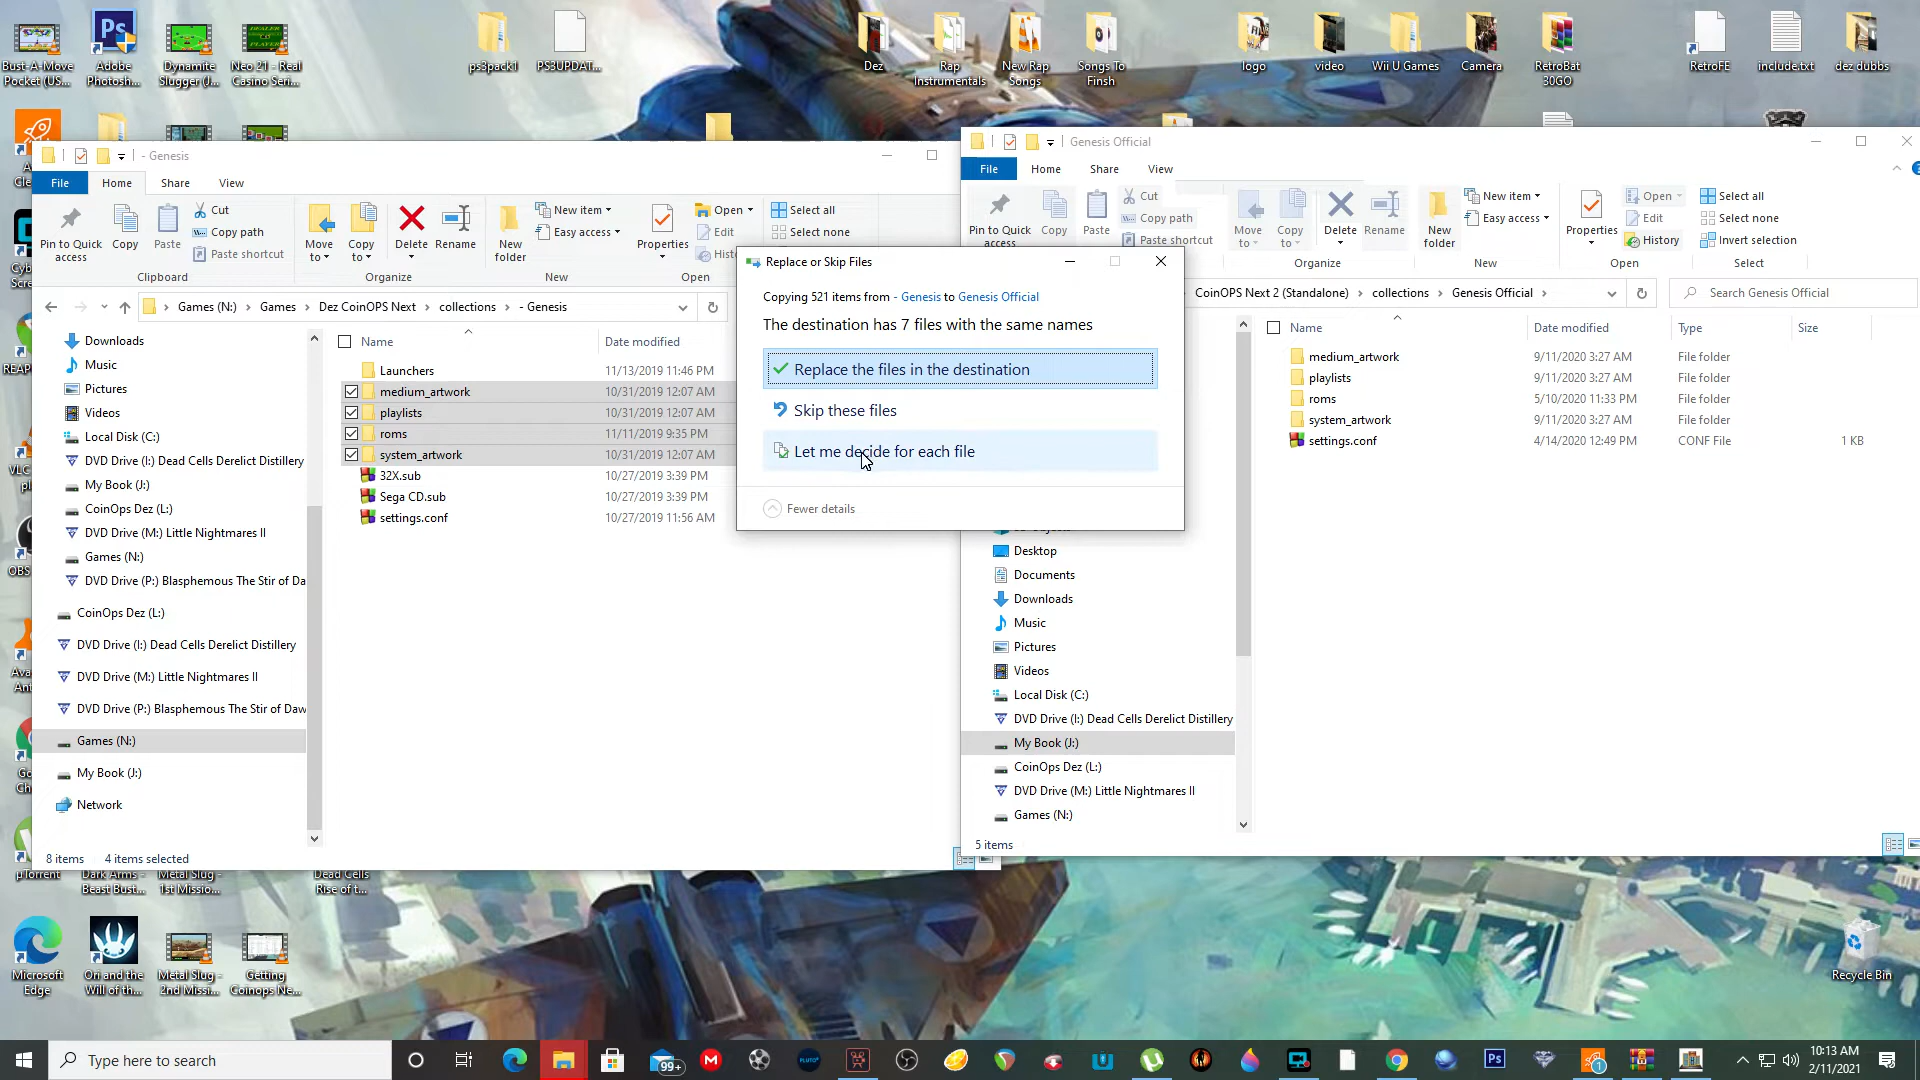 Bust-A-Move
Pocket (US...
Adobe
Photosh...
Dynamite
Slugger (J...
Neo 21 - Real
Casino Seri...
ps3pack1
PS3UPDAT...
Dez
Rap
Instrumentals
New Rap
Songs
Songs To
Finsh
logo
video
Wii U Games
Camera
RetroBat
30GO
RetroFE
include.txt
dez dubbs
- Genesis
File
Home
Share
View
Pin to Quick
access
Copy
Paste
Cut
Copy path
Paste shortcut
Clipboard
Move
to
Copy
to
Delete
Rename
Organize
New
folder
New item
Easy access
New
Properties
Open
Edit
Open
Select all
Select none
Games (N:)
Games
Dez CoinOPS Next
collections
- Genesis
Downloads
Music
Pictures
Videos
Local Disk (C:)
DVD Drive (I:) Dead Cells Derelict Distillery
My Book (J:)
CoinOps Dez (L:)
DVD Drive (M:) Little Nightmares II
Games (N:)
DVD Drive (P:) Blasphemous The Stir of Da
CoinOps Dez (L:)
DVD Drive (I:) Dead Cells Derelict Distillery
DVD Drive (M:) Little Nightmares II
DVD Drive (P:) Blasphemous The Stir of Daw
Games (N:)
My Book (J:)
Network
Name
Date modified
Launchers 11/13/2019 11:46 PM
medium_artwork 10/31/2019 12:07 AM
playlists 10/31/2019 12:07 AM
roms 11/11/2019 9:35 PM
system_artwork 10/31/2019 12:07 AM
32X.sub 10/27/2019 3:39 PM
Sega CD.sub 10/27/2019 3:39 PM
settings.conf 10/27/2019 11:56 AM
8 items 4 items selected
Replace or Skip Files
Copying 521 items from - Genesis to Genesis Official
The destination has 7 files with the same names
Replace the files in the destination
Skip these files
Let me decide for each file
Fewer details
Genesis Official
File
Home
Share
View
Pin to Quick
access
Copy
Paste
Cut
Copy path
Paste shortcut
Move
to
Copy
to
Delete
Rename
Organize
New
folder
New item
Easy access
New
Properties
Open
Edit
History
Open
Select all
Select none
Invert selection
Select
CoinOPS Next 2 (Standalone)
collections
Genesis Official
Search Genesis Official
Name
Date modified
Type
Size
medium_artwork 9/11/2020 3:27 AM File folder
playlists 9/11/2020 3:27 AM File folder
roms 5/10/2020 11:33 PM File folder
system_artwork 9/11/2020 3:27 AM File folder
settings.conf 4/14/2020 12:49 PM CONF File 1 KB
Desktop
Documents
Downloads
Music
Pictures
Videos
Local Disk (C:)
DVD Drive (I:) Dead Cells Derelict Distillery
My Book (J:)
CoinOps Dez (L:)
DVD Drive (M:) Little Nightmares II
Games (N:)
5 items
µTorrent
Dark Arms -
Beast Bust...
Metal Slug -
1st Missio...
Dead Cells
Rise of the...
Microsoft
Edge
Ori and the
Will of th...
Metal Slug -
2nd Missi...
Getting
Coinops Ne...
Recycle Bin
Type here to search
99+
10:13 AM
2/11/2021